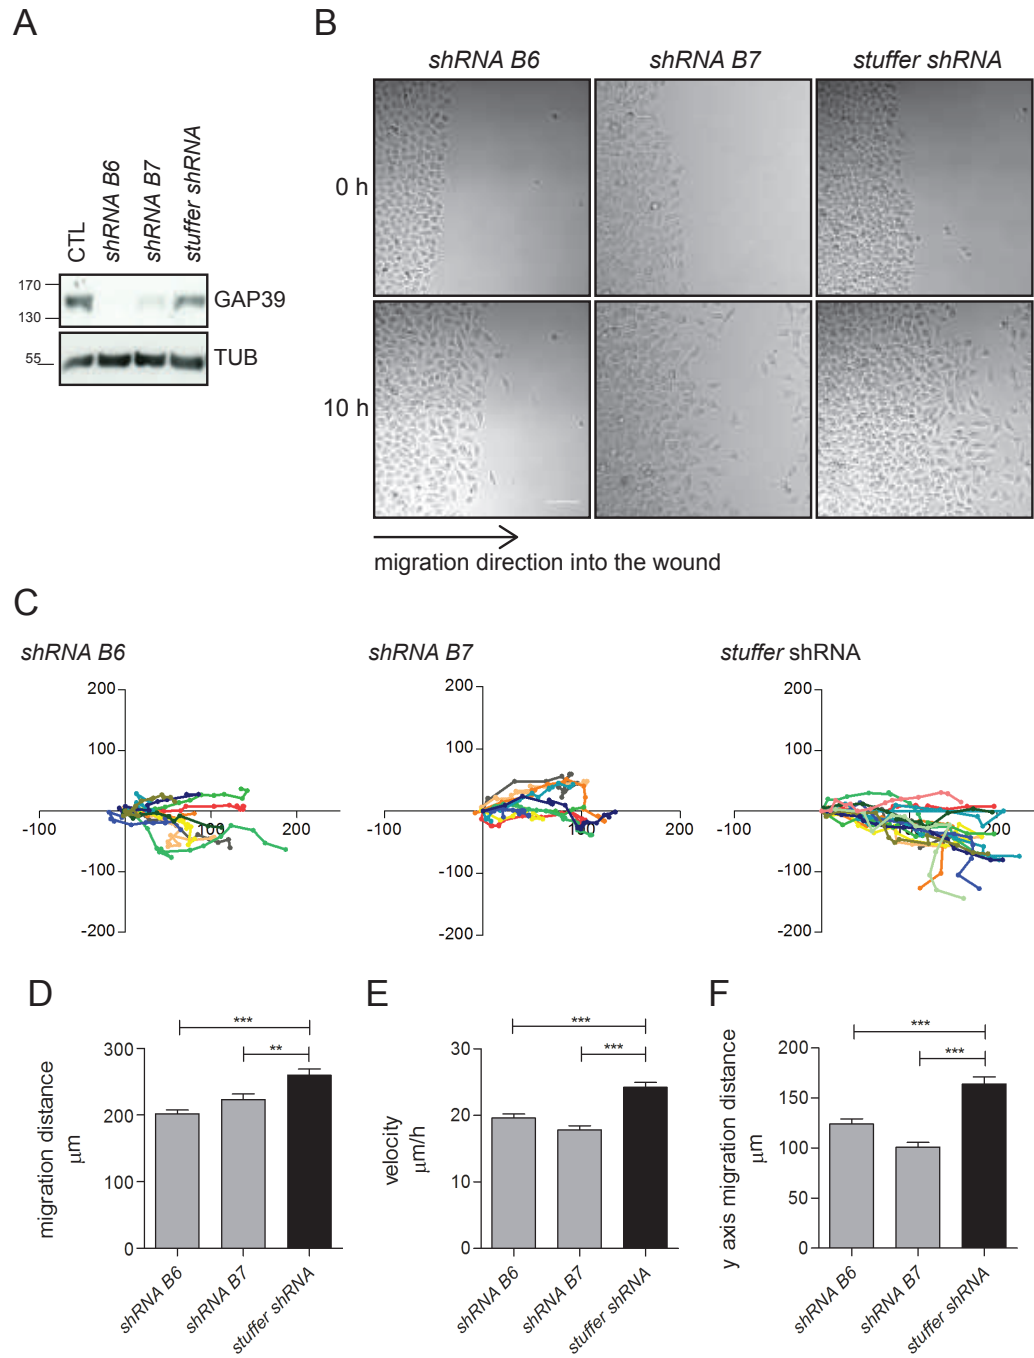 A
CTL
shRNA B6
shRNA B7
stuffer shRNA
170
130
GAP39
55
TUB
B
shRNA B6
shRNA B7
stuffer shRNA
0 h
10 h
migration direction into the wound
C
shRNA B6
200
100
-100
100
200
-100
-200
shRNA B7
200
100
-100
100
200
-100
-200
stuffer shRNA
200
100
-100
200
-100
-200
D
***
**
300
200
100
0
migration distance
µm
shRNA B6
shRNA B7
stuffer shRNA
E
***
***
30
20
10
0
velocity
µm/h
shRNA B6
shRNA B7
stuffer shRNA
F
***
***
200
150
100
50
0
y axis migration distance
µm
shRNA B6
shRNA B7
stuffer shRNA